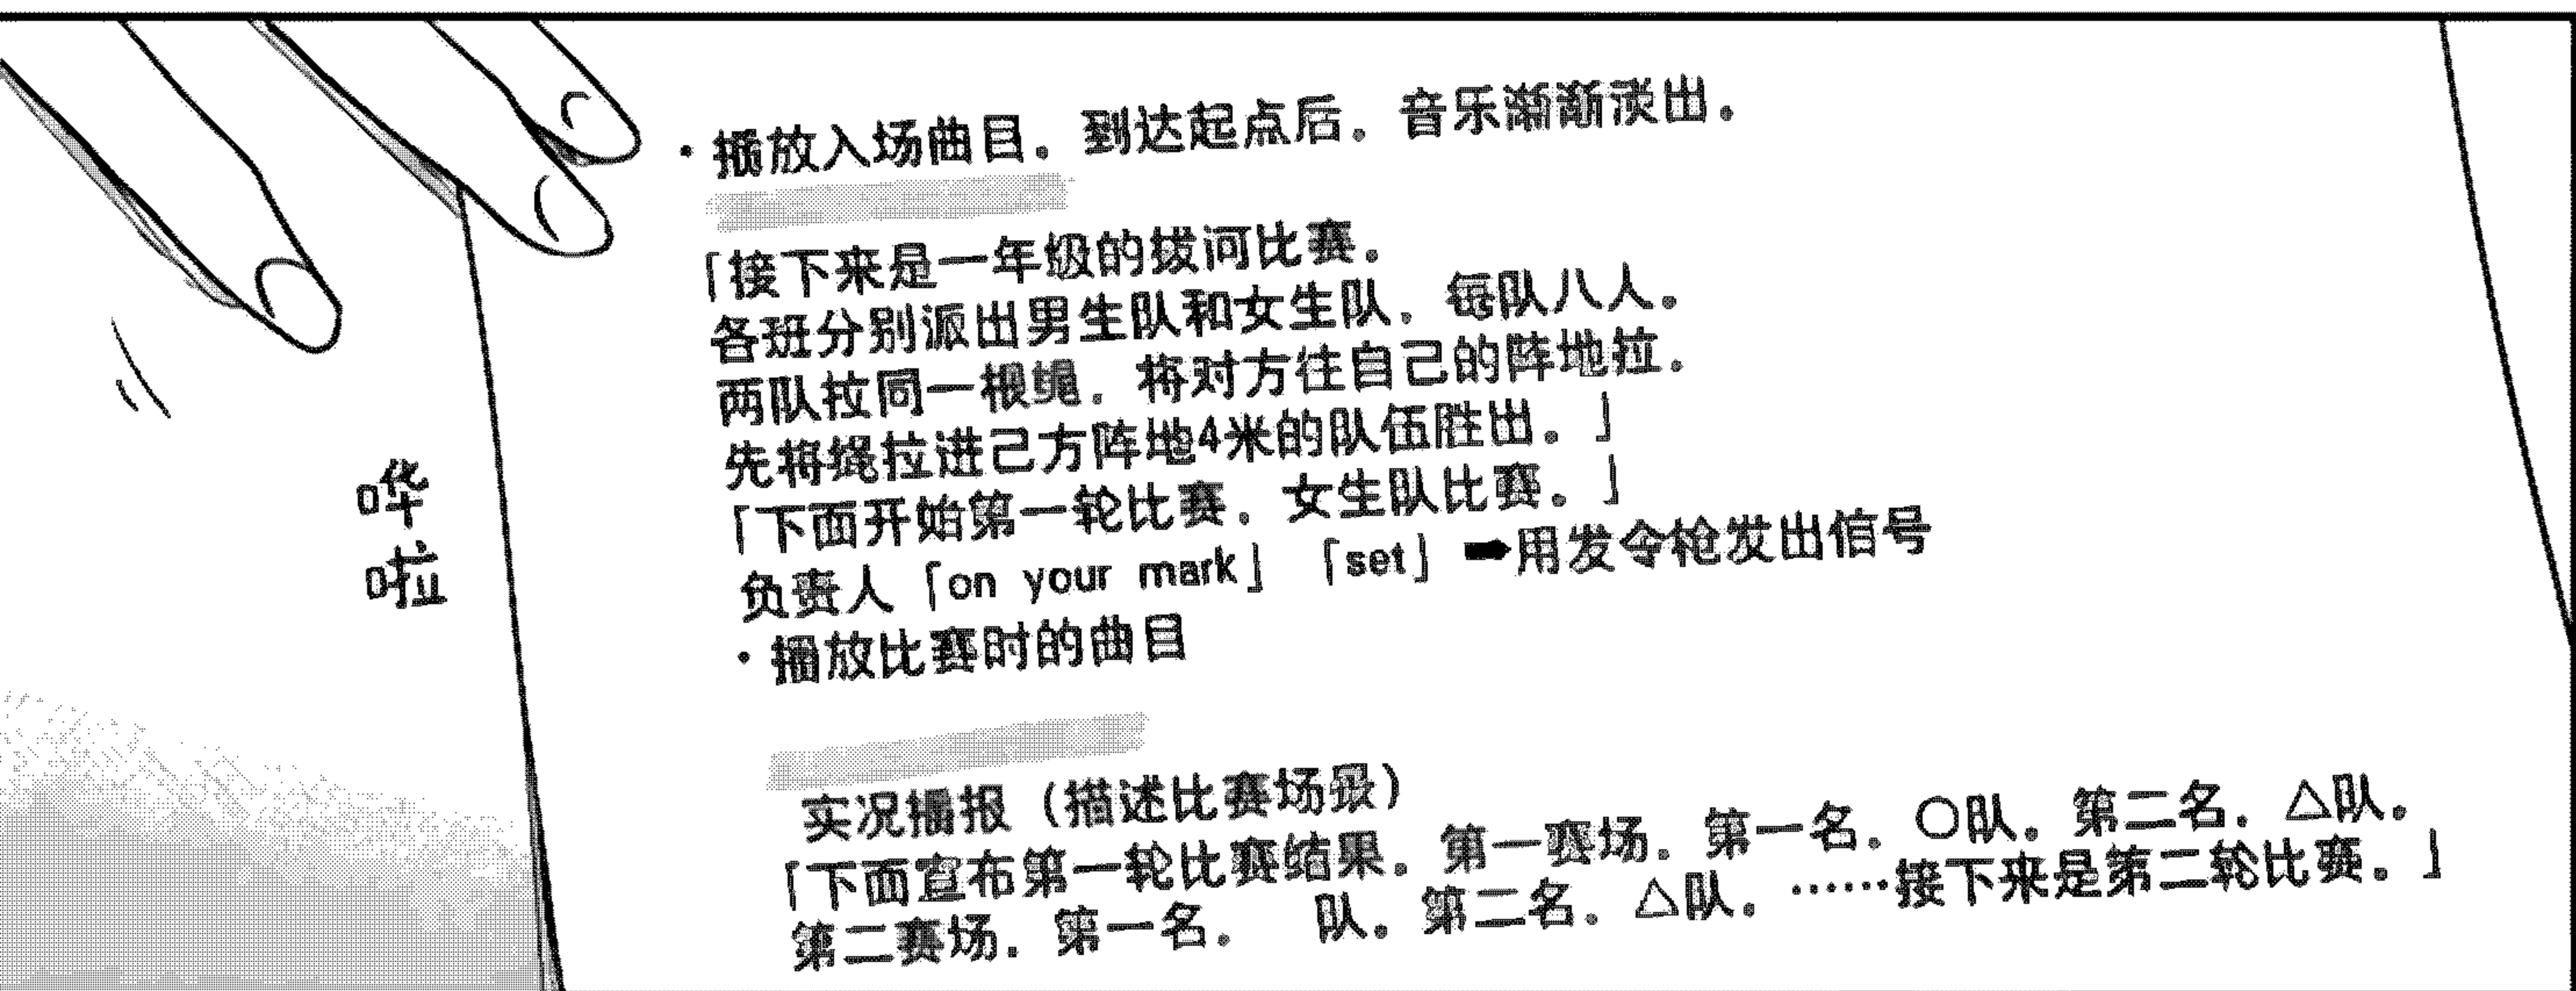 ·播放入场曲目，到达起点后，音乐渐渐淡出。
「接下来是一年级的拔河比赛。
各班分别派出男生队和女生队，每队八人。
两队拉同一根绳，将对方往自己的阵地拉。
先将绳拉进己方阵地4米的队伍胜出。」
「下面开始第一轮比赛，女生队比赛。」
负责人「on your mark」「set」➡用发令枪发出信号
·播放比赛时的曲目
实况播报（描述比赛场景）
「下面宣布第一轮比赛结果。第一赛场，第一名，○队，第二名，△队。
第二赛场，第一名， 队，第二名，△队。……接下来是第二轮比赛。」
哗
啦